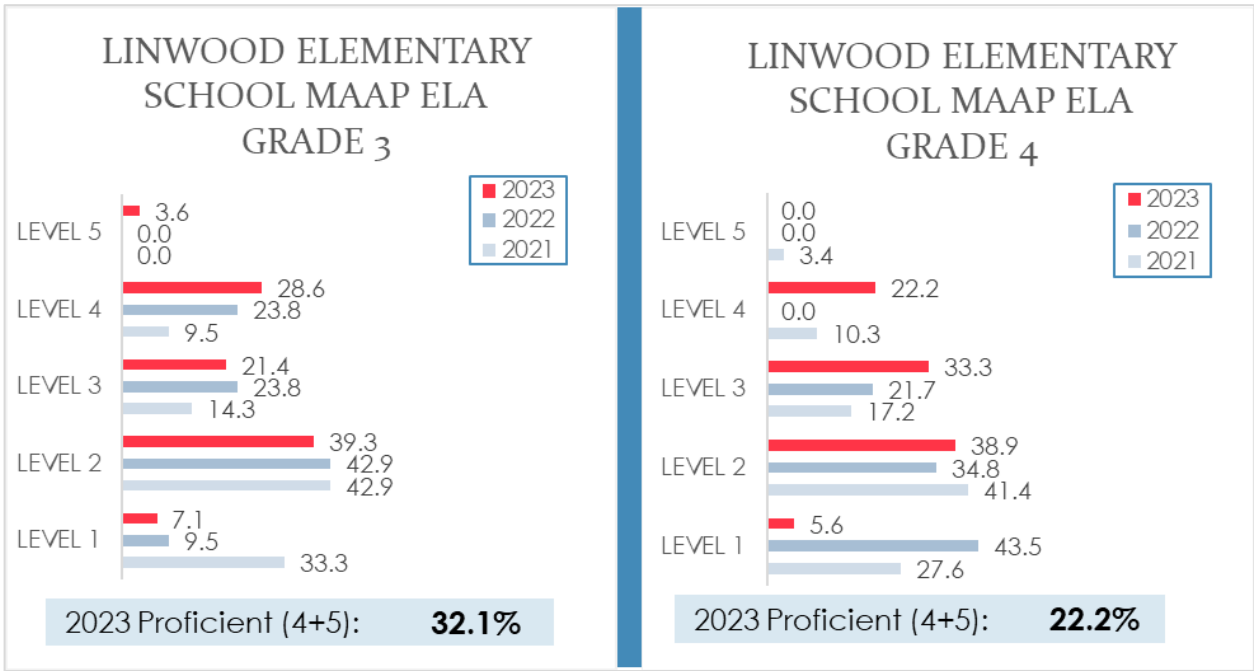 LINWOOD ELEMENTARY
SCHOOL MAAP ELA
GRADE 3
2023
2022
2021
LEVEL 5
3.6
0.0
0.0
LEVEL 4
28.6
23.8
9.5
LEVEL 3
21.4
23.8
14.3
LEVEL 2
39.3
42.9
42.9
LEVEL 1
7.1
9.5
33.3
2023 Proficient (4+5): 32.1%
LINWOOD ELEMENTARY
SCHOOL MAAP ELA
GRADE 4
2023
2022
2021
LEVEL 5
0.0
0.0
3.4
LEVEL 4
22.2
0.0
10.3
LEVEL 3
33.3
21.7
17.2
LEVEL 2
38.9
34.8
41.4
LEVEL 1
5.6
43.5
27.6
2023 Proficient (4+5): 22.2%